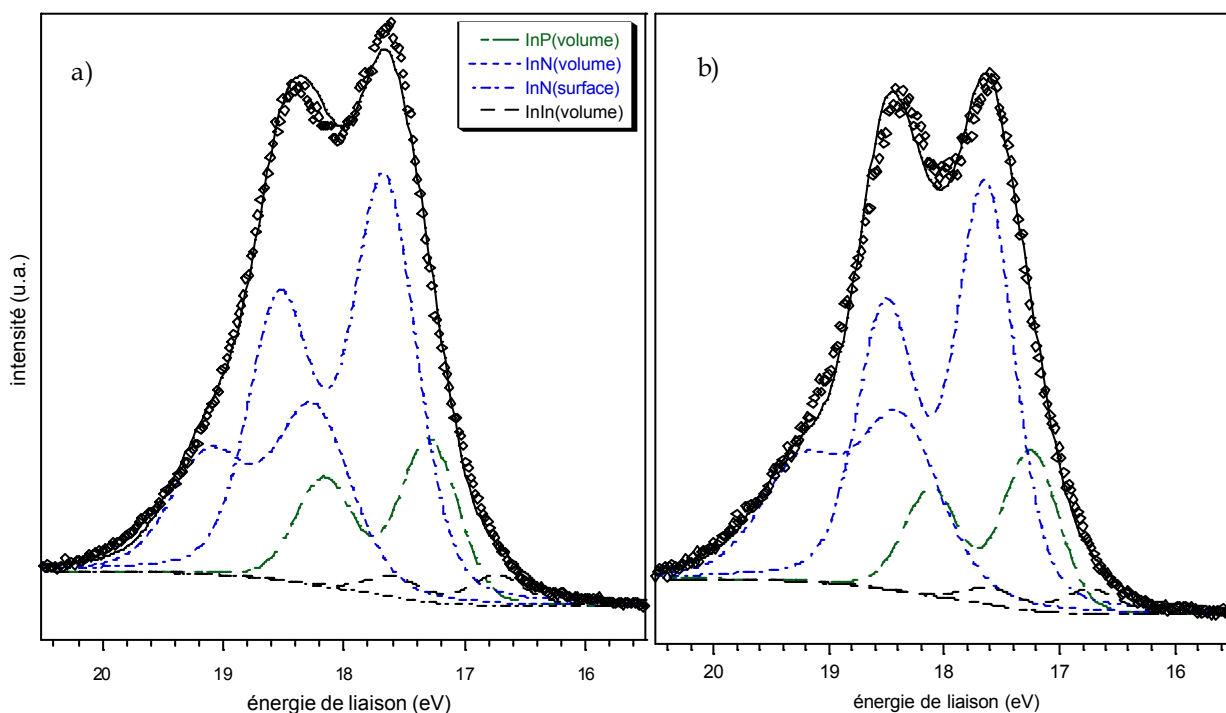 a)
InP(volume)
InN(volume)
InN(surface)
InIn(volume)
b)
intensité (u.a.)
20 19 18 17 16
énergie de liaison (eV)
20 19 18 17 16
énergie de liaison (eV)